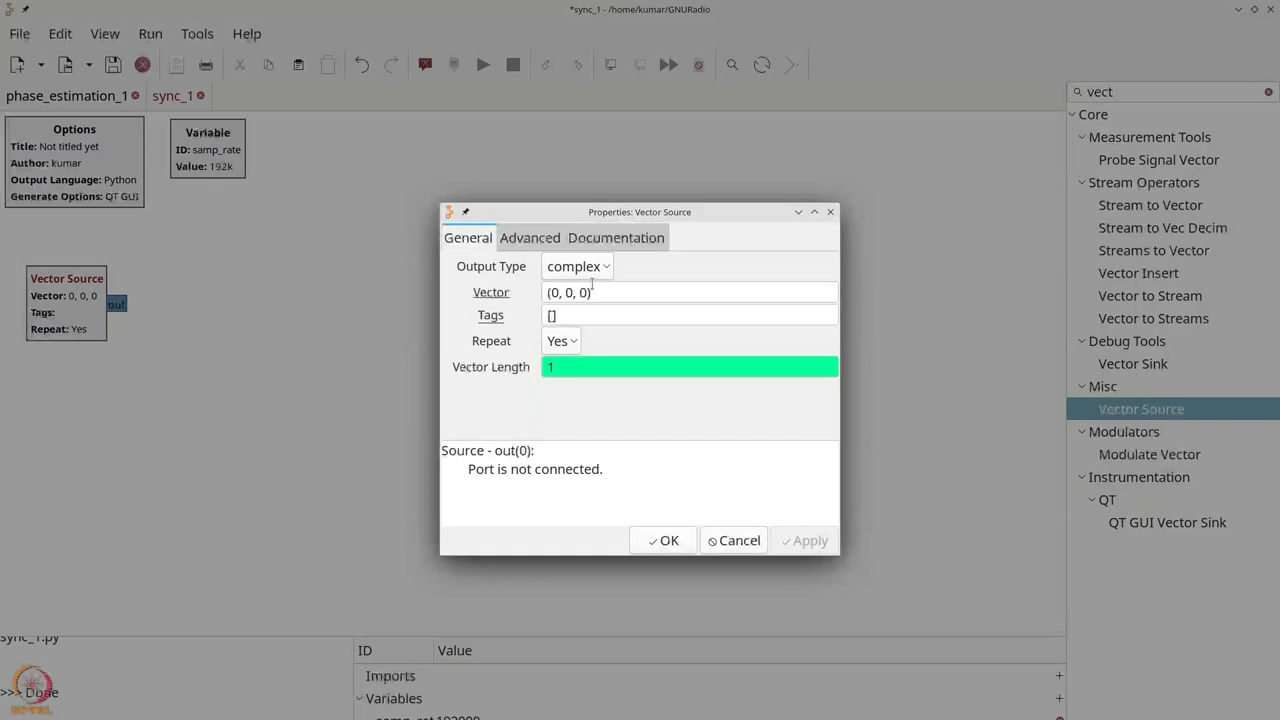 *sync_1 - /home/kumar/GNURadio
File Edit View Run Tools Help
phase_estimation_1 sync_1
Options
Title: Not titled yet
Author: kumar
Output Language: Python
Generate Options: QT GUI
Variable
ID: samp_rate
Value: 192k
Vector Source
Vector: 0, 0, 0
Tags:
Repeat: Yes
out
Properties: Vector Source
General Advanced Documentation
Output Type complex
Vector (0, 0, 0)
Tags []
Repeat Yes
Vector Length 1
Source - out(0):
Port is not connected.
OK Cancel Apply
vect
Core
Measurement Tools
Probe Signal Vector
Stream Operators
Stream to Vector
Stream to Vec Decim
Streams to Vector
Vector Insert
Vector to Stream
Vector to Streams
Debug Tools
Vector Sink
Misc
Vector Source
Modulators
Modulate Vector
Instrumentation
QT
QT GUI Vector Sink
sync_1.py
>>> Done
NPTEL
ID Value
Imports
Variables
samp_rat 192000